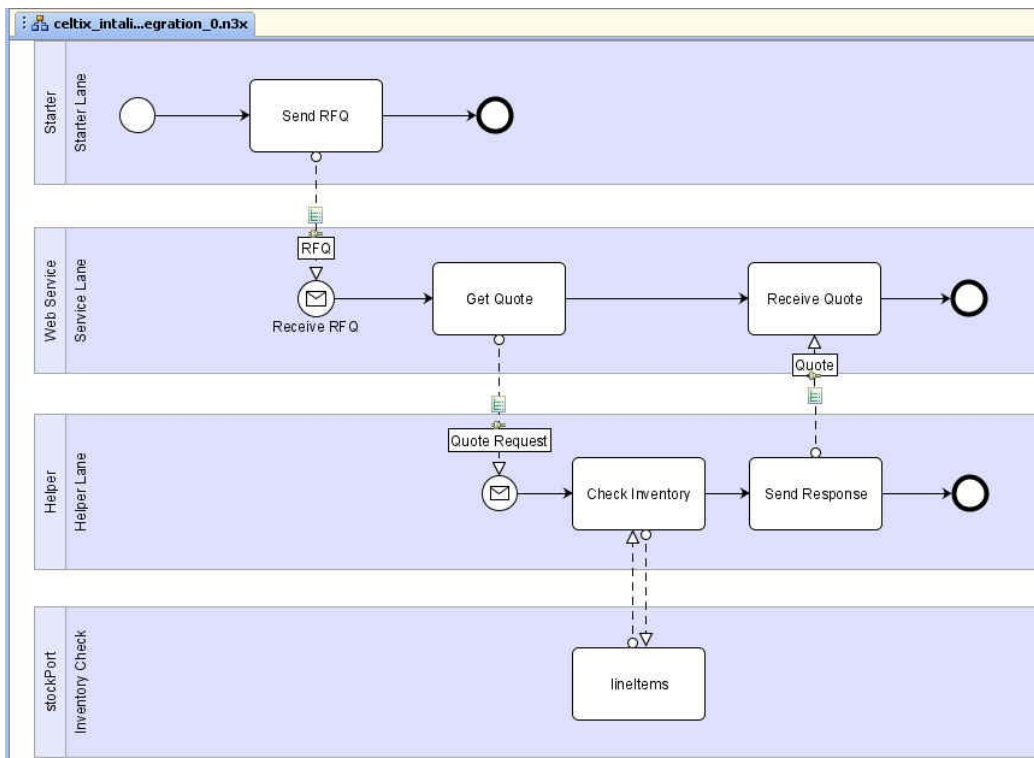 celtix_intali...egration_0.n3x
Starter
Starter Lane
Send RFQ
RFQ
Web Service
Service Lane
Receive RFQ
Get Quote
Receive Quote
Quote
Quote Request
Helper
Helper Lane
Check Inventory
Send Response
stockPort
Inventory Check
lineItems